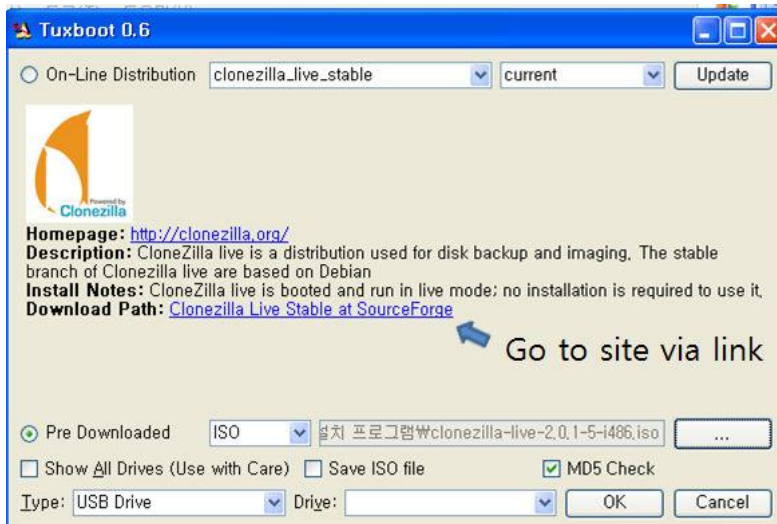 Tuxboot 0.6
On-Line Distribution clonezilla_live_stable current Update
Powered by
Clonezilla
Homepage: http://clonezilla.org/
Description: CloneZilla live is a distribution used for disk backup and imaging. The stable
branch of Clonezilla live are based on Debian
Install Notes: CloneZilla live is booted and run in live mode; no installation is required to use it.
Download Path: Clonezilla Live Stable at SourceForge
Go to site via link
Pre Downloaded ISO 설치 프로그램₩clonezilla-live-2.0.1-5-i486.iso ...
Show All Drives (Use with Care) Save ISO file MD5 Check
Type: USB Drive Drive: OK Cancel